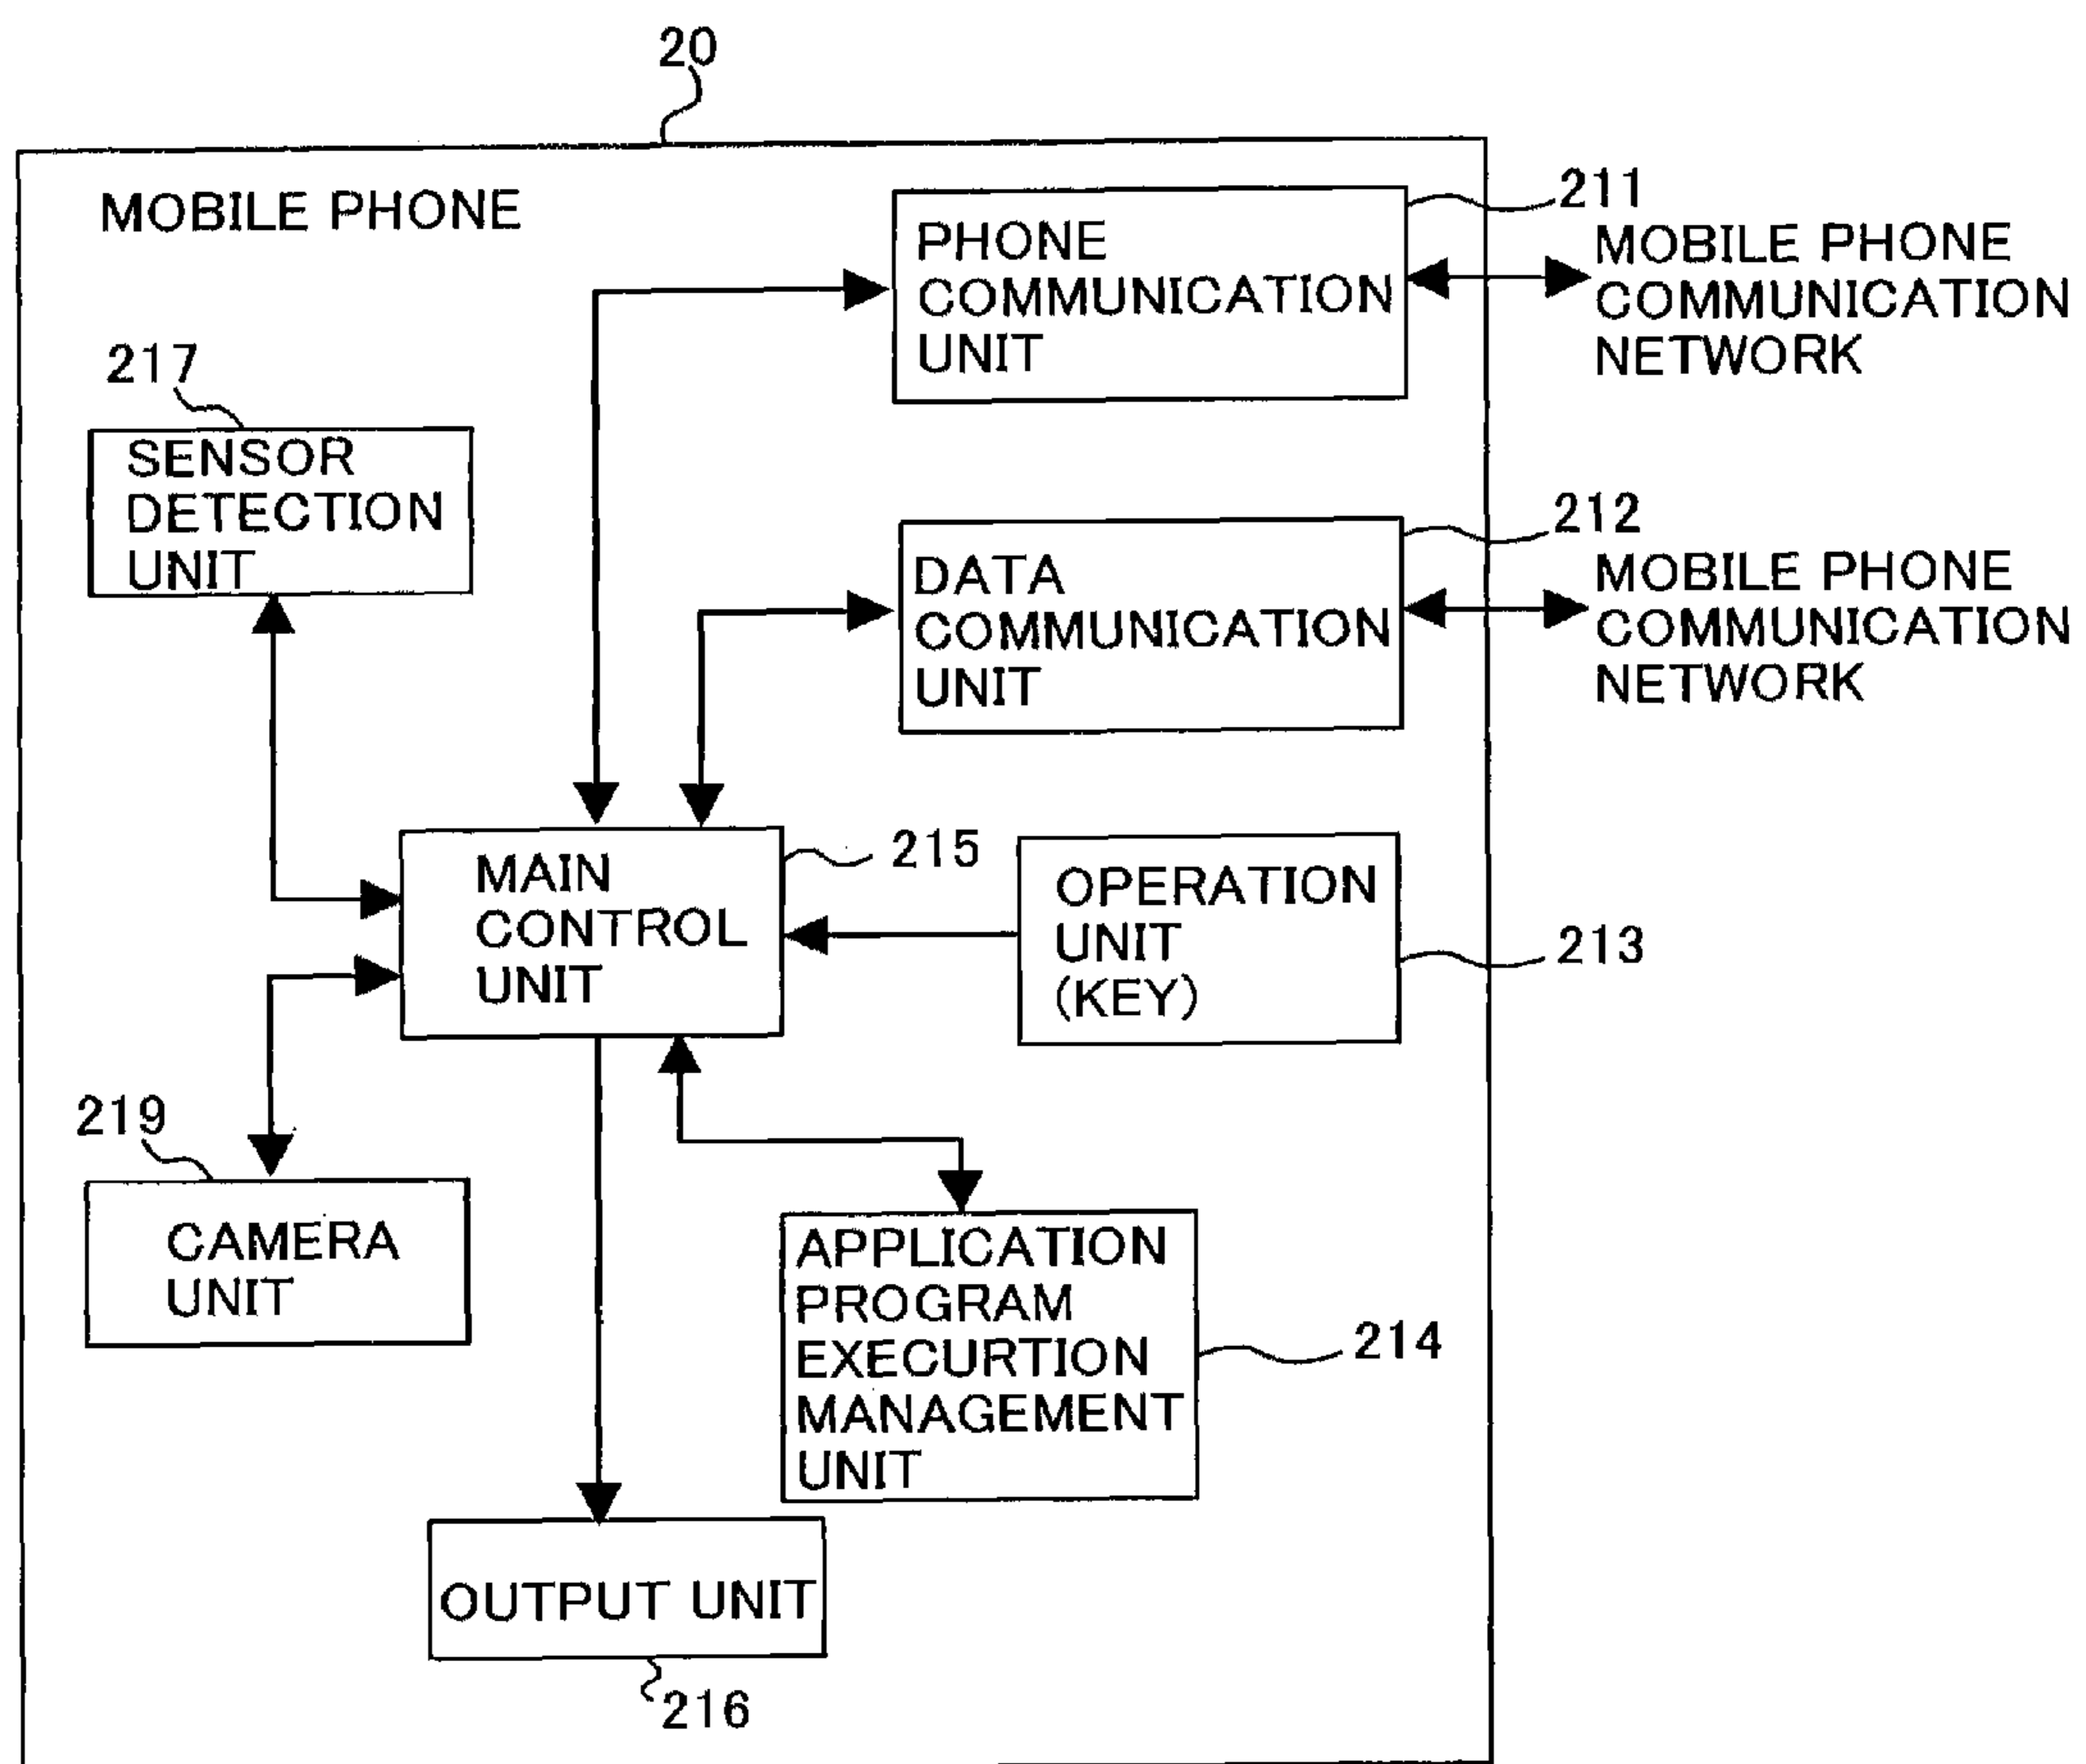 20
MOBILE PHONE
211
PHONE
COMMUNICATION
UNIT
MOBILE PHONE
COMMUNICATION
NETWORK
217
SENSOR
DETECTION
UNIT
212
DATA
COMMUNICATION
UNIT
MOBILE PHONE
COMMUNICATION
NETWORK
MAIN
CONTROL
UNIT
215
OPERATION
UNIT
(KEY)
213
219
CAMERA
UNIT
APPLICATION
PROGRAM
EXECURTION
MANAGEMENT
UNIT
214
OUTPUT UNIT
216